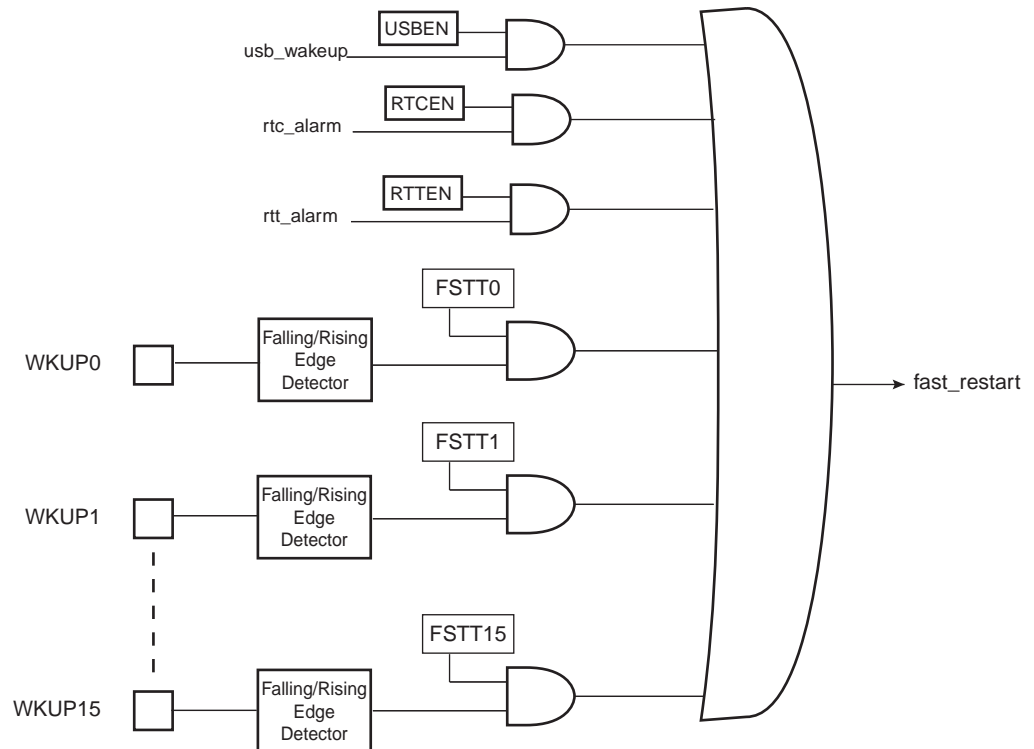 USBEN
usb_wakeup
RTCEN
rtc_alarm
RTTEN
rtt_alarm
FSTT0
WKUP0
Falling/Rising
Edge
Detector
fast_restart
FSTT1
WKUP1
Falling/Rising
Edge
Detector
FSTT15
WKUP15
Falling/Rising
Edge
Detector